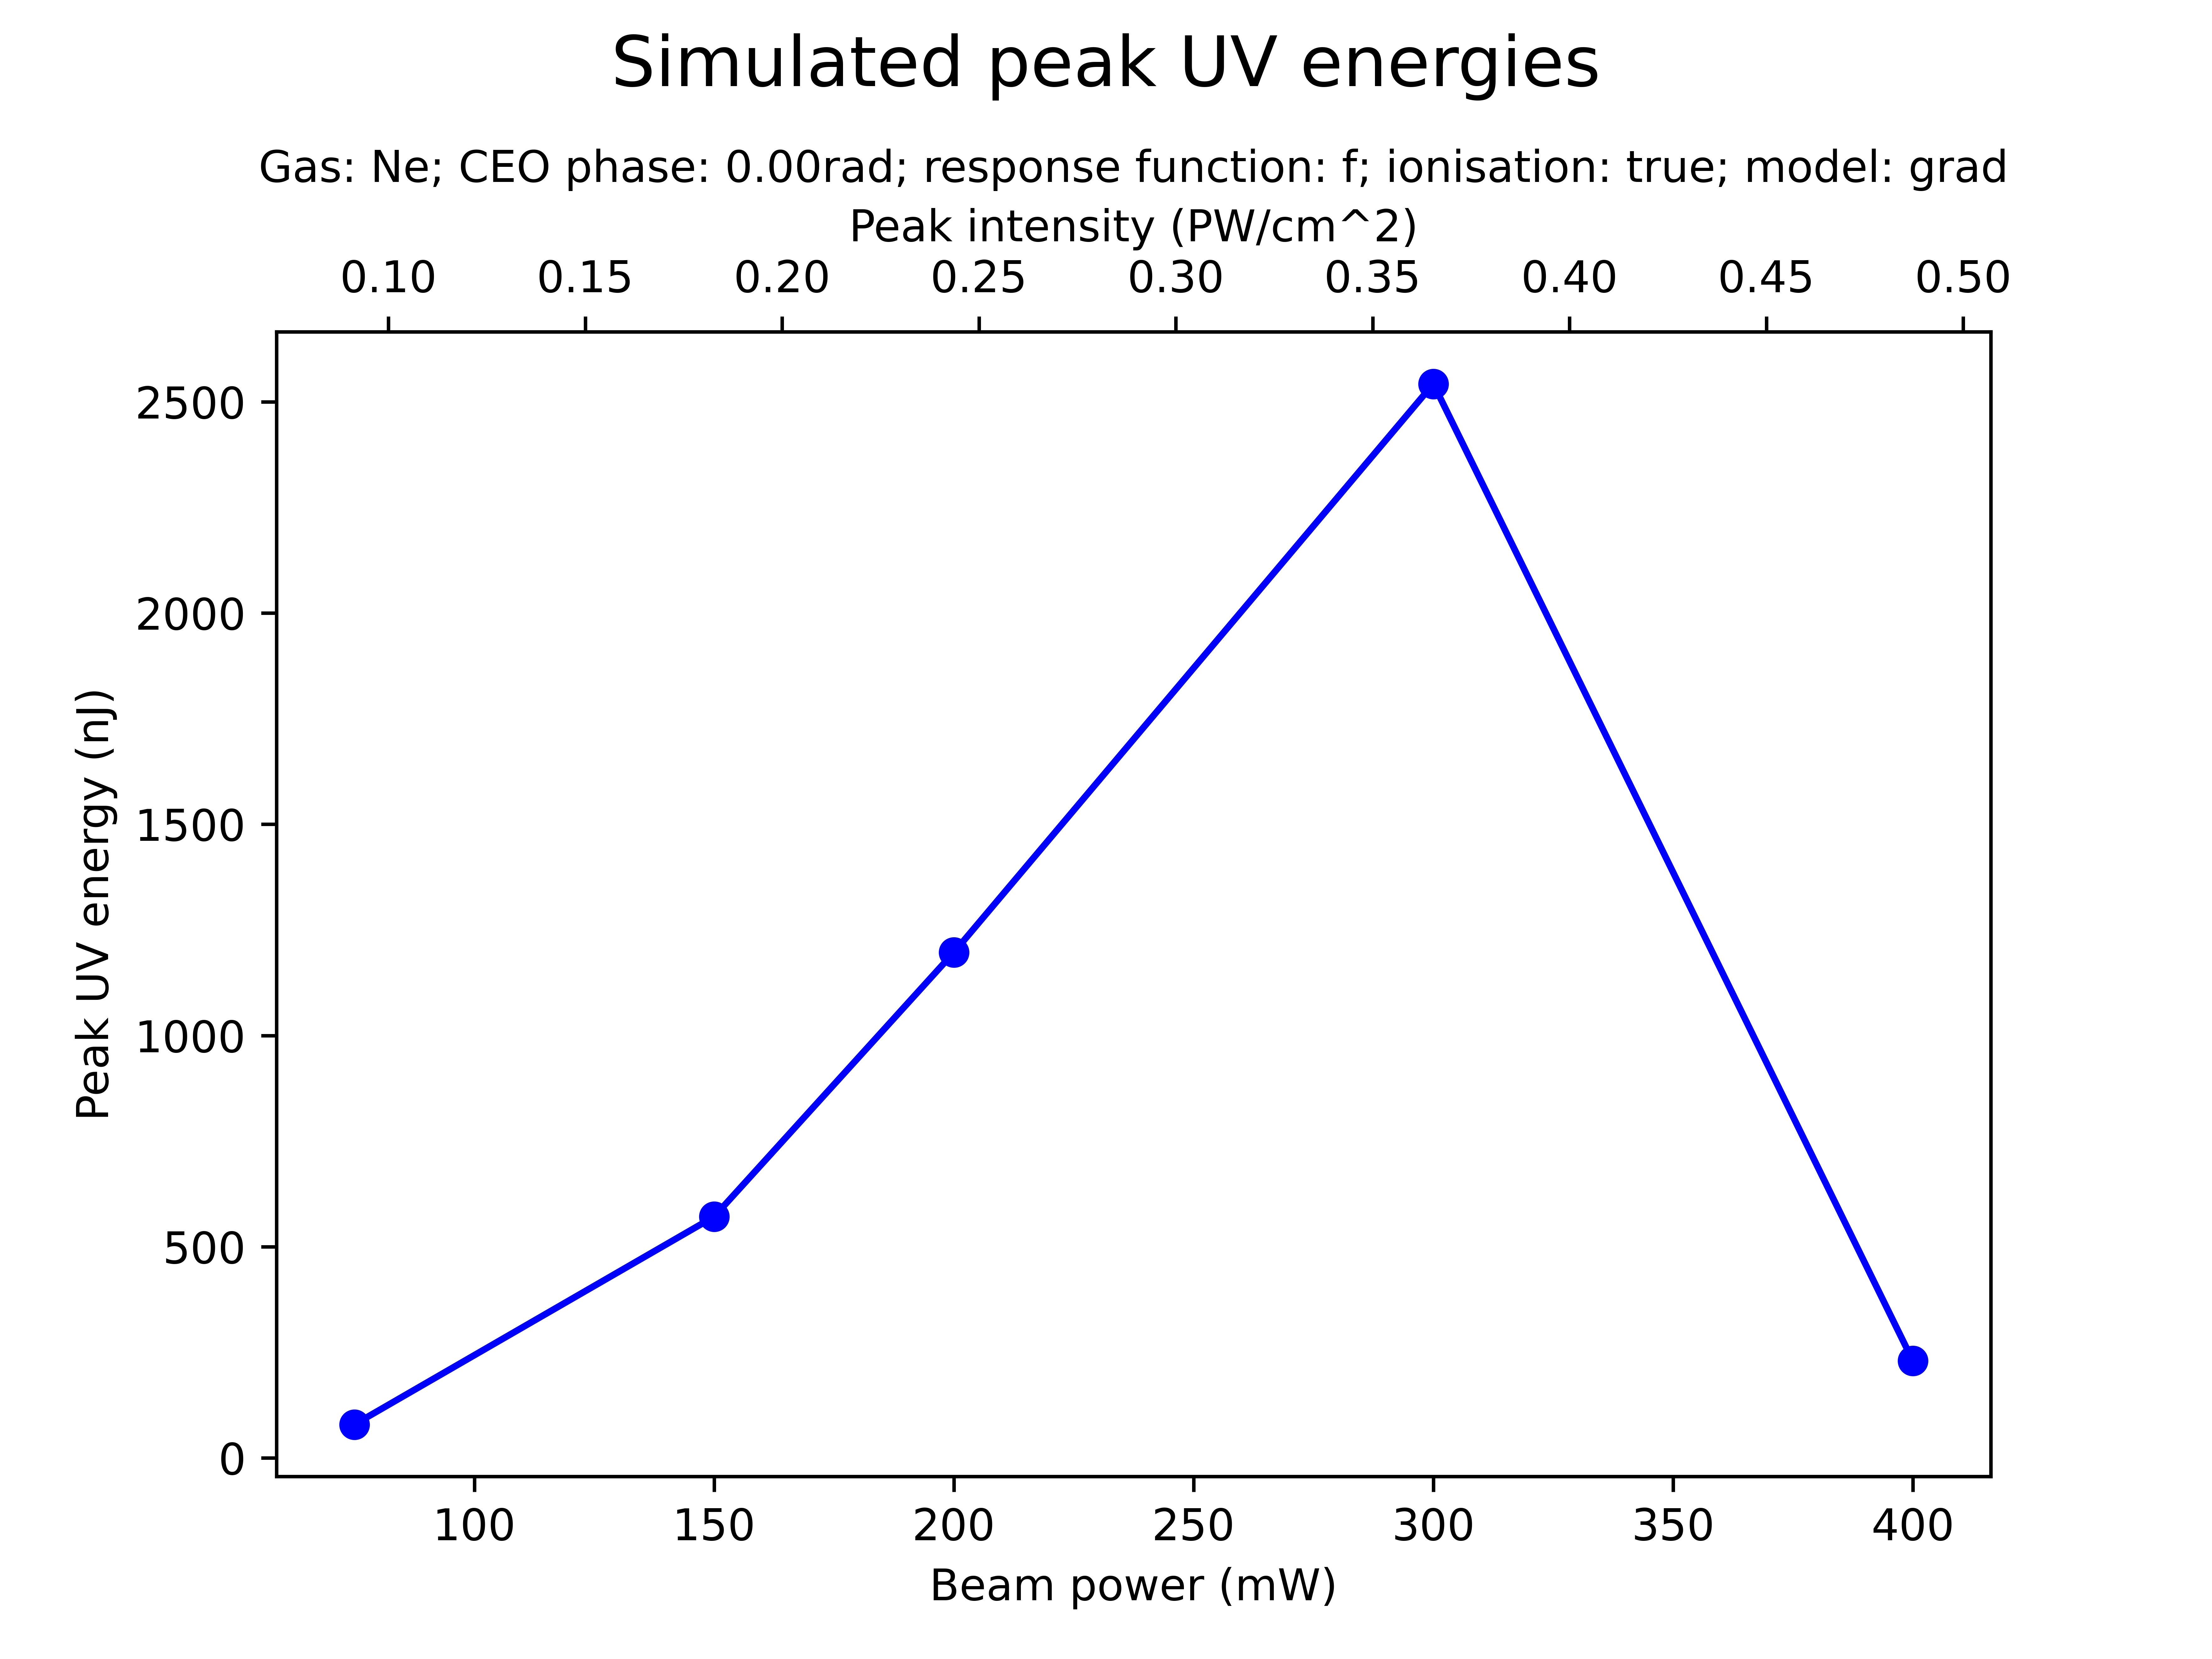 Simulated peak UV energies
Gas: Ne; CEO phase: 0.00rad; response function: f; ionisation: true; model: grad
Peak intensity (PW/cm^2)
0.10 0.15 0.20 0.25 0.30 0.35 0.40 0.45 0.50
2500
2000
1500
1000
500
0
Peak UV energy (nJ)
100 150 200 250 300 350 400
Beam power (mW)